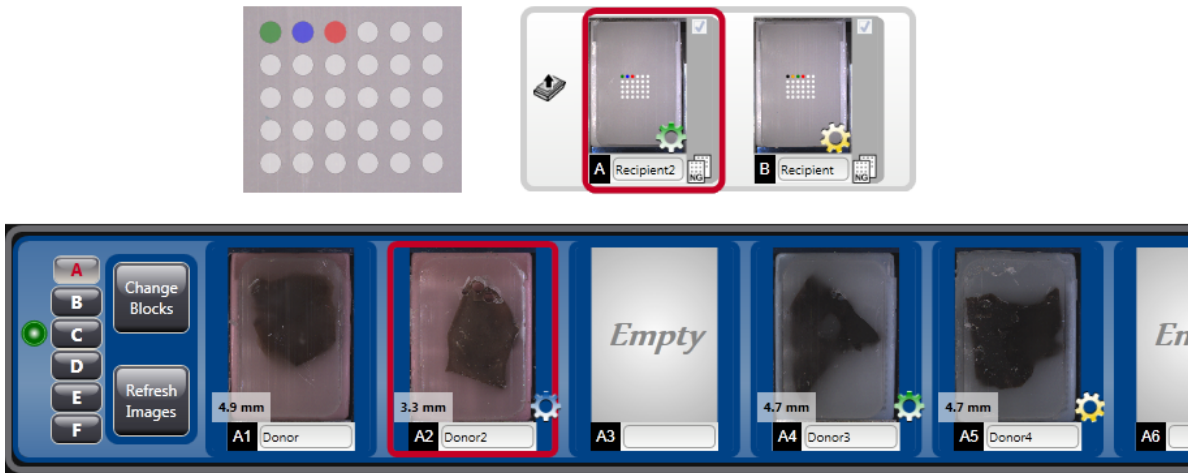 A Recipient2 NG
B Recipient NG
A
B
C
D
E
F
Change
Blocks
Refresh
Images
4.9 mm
A1 Donor
3.3 mm
A2 Donor2
Empty
A3
4.7 mm
A4 Donor3
4.7 mm
A5 Donor4
En
A6